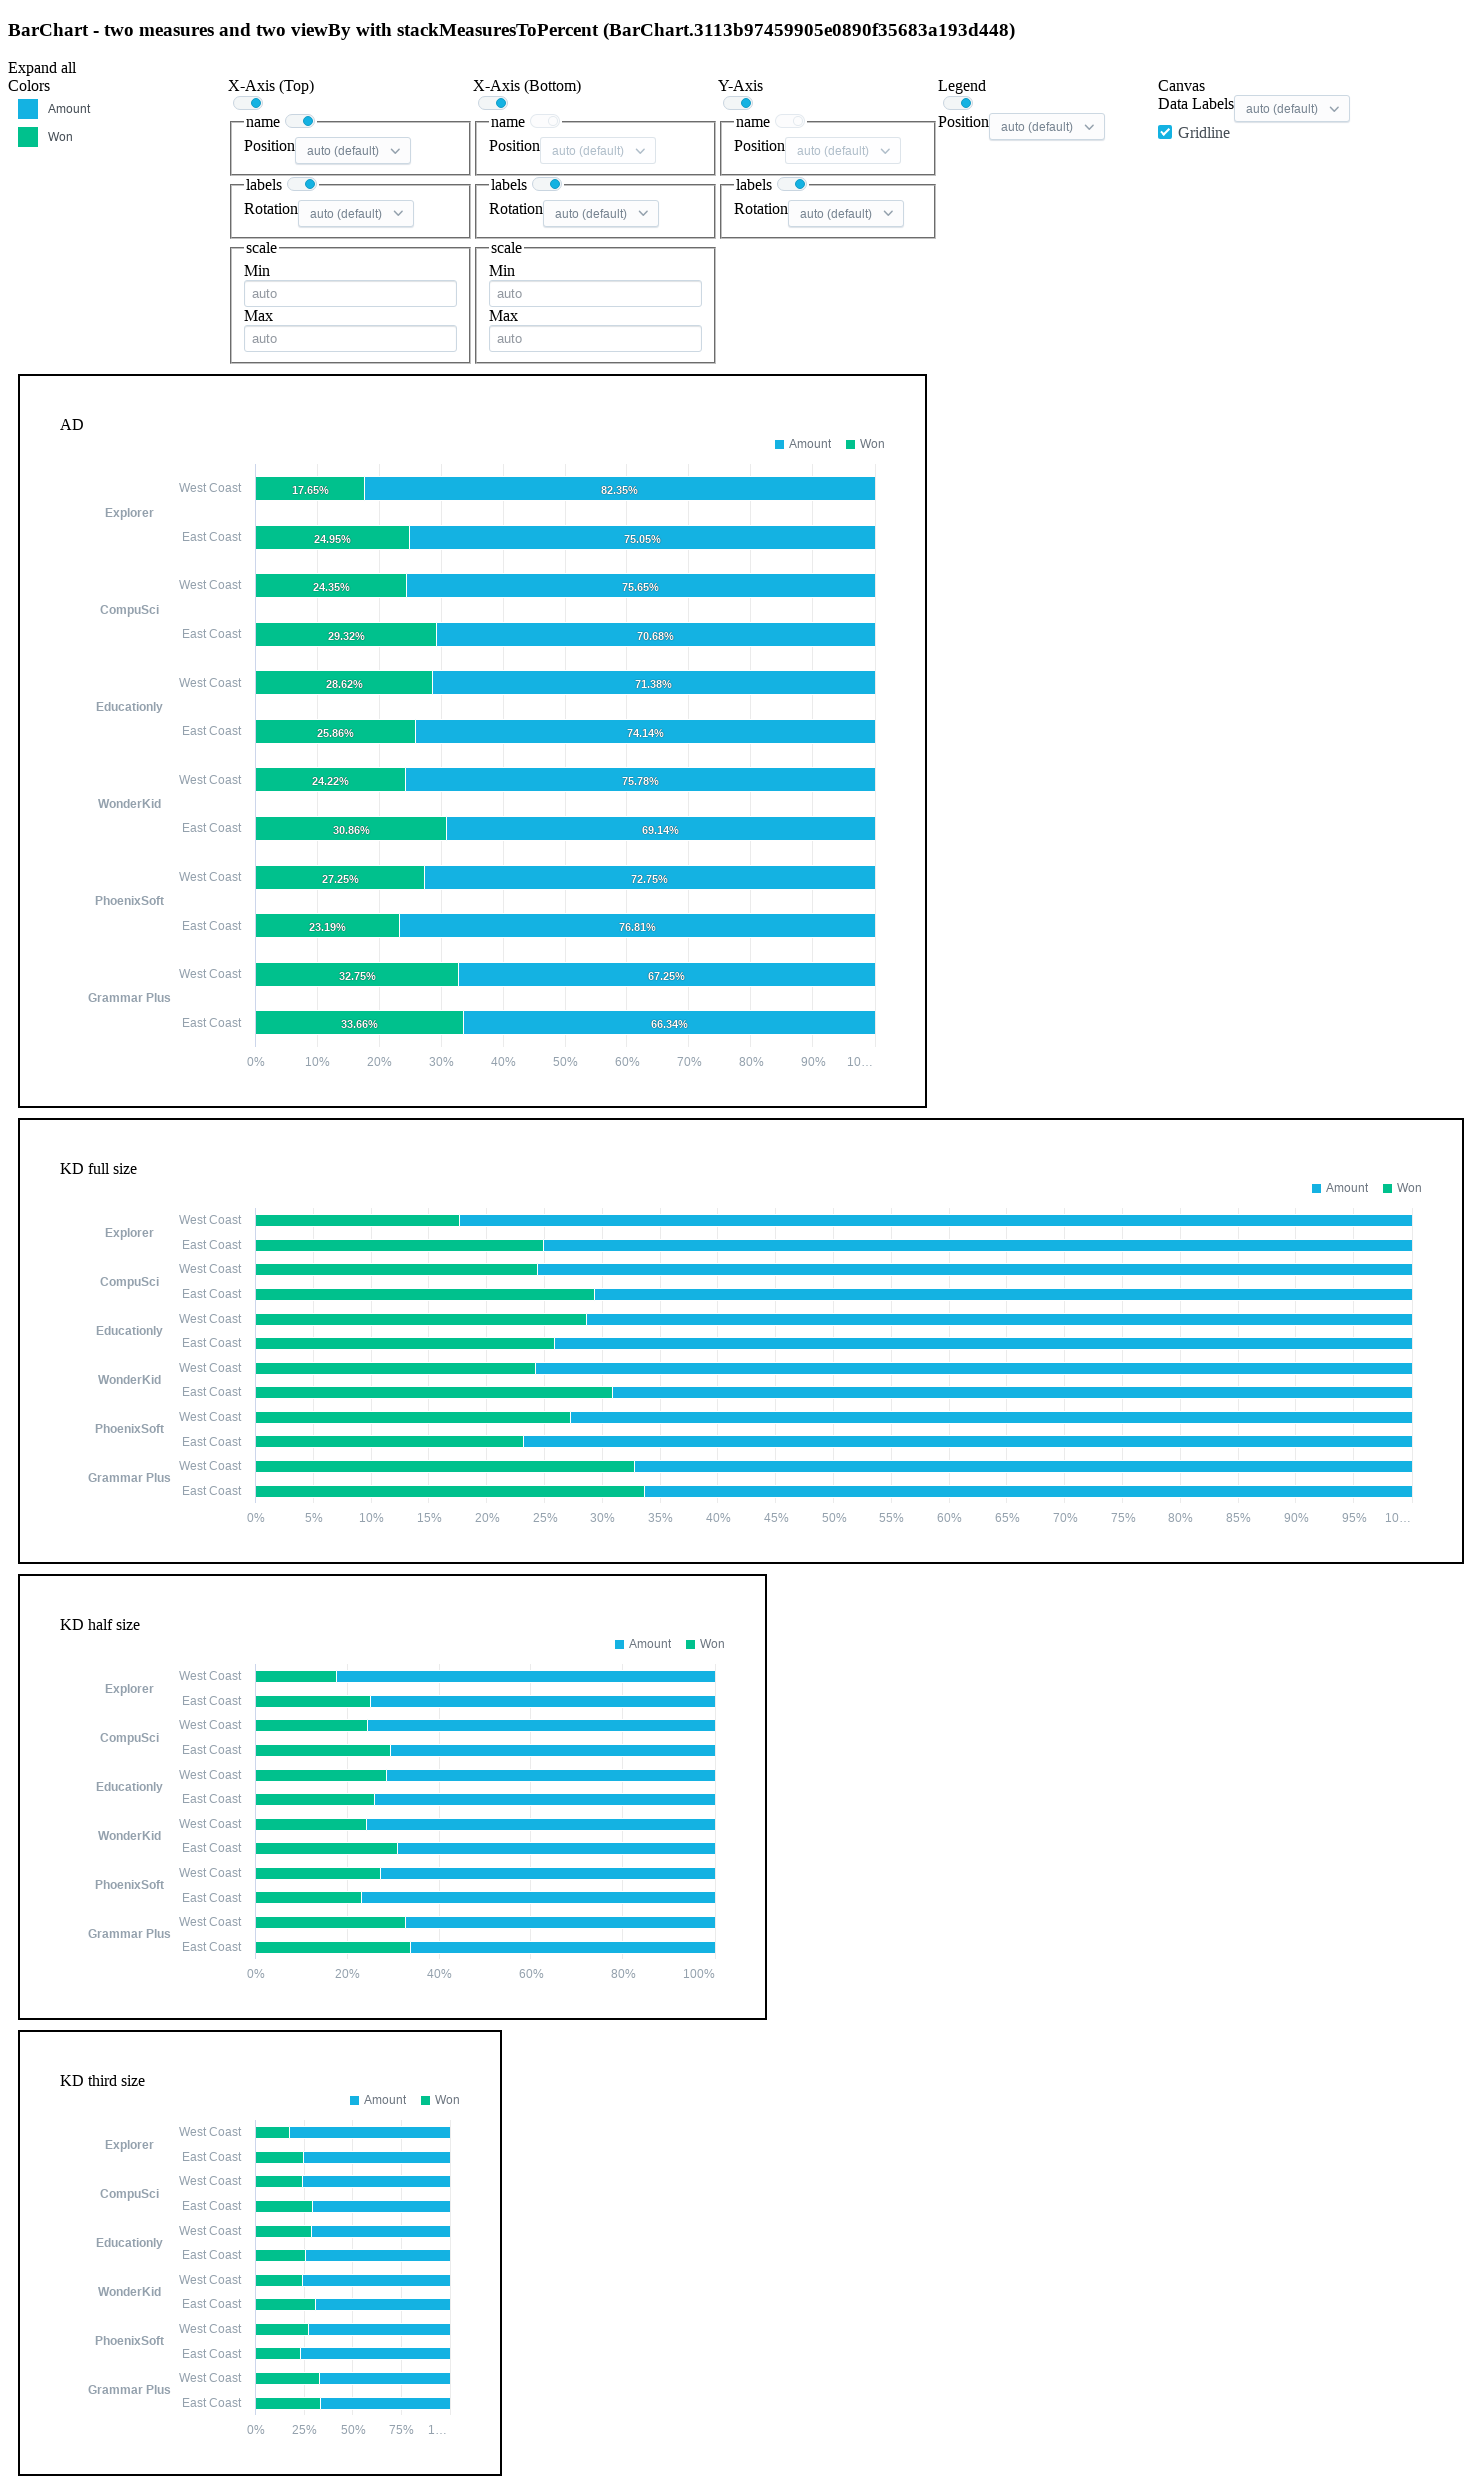 BarChart - two measures and two viewBy with stackMeasuresToPercent (BarChart.3113b97459905e0890f35683a193d448)
Expand all
Colors
Amount
Won
X-Axis (Top)
name
Position auto (default)
labels
Rotation auto (default)
scale
Min
auto
Max
auto
X-Axis (Bottom)
name
Position auto (default)
labels
Rotation auto (default)
scale
Min
auto
Max
auto
Y-Axis
name
Position auto (default)
labels
Rotation auto (default)
Legend
Position auto (default)
Canvas
Data Labels auto (default)
Gridline
AD
Amount Won
Explorer
West Coast 17.65% 82.35%
East Coast 24.95% 75.05%
CompuSci
West Coast 24.35% 75.65%
East Coast 29.32% 70.68%
Educationly
West Coast 28.62% 71.38%
East Coast 25.86% 74.14%
WonderKid
West Coast 24.22% 75.78%
East Coast 30.86% 69.14%
PhoenixSoft
West Coast 27.25% 72.75%
East Coast 23.19% 76.81%
Grammar Plus
West Coast 32.75% 67.25%
East Coast 33.66% 66.34%
0% 10% 20% 30% 40% 50% 60% 70% 80% 90% 10…
KD full size
Amount Won
Explorer
West Coast
East Coast
CompuSci
West Coast
East Coast
Educationly
West Coast
East Coast
WonderKid
West Coast
East Coast
PhoenixSoft
West Coast
East Coast
Grammar Plus
West Coast
East Coast
0% 5% 10% 15% 20% 25% 30% 35% 40% 45% 50% 55% 60% 65% 70% 75% 80% 85% 90% 95% 10…
KD half size
Amount Won
Explorer
West Coast
East Coast
CompuSci
West Coast
East Coast
Educationly
West Coast
East Coast
WonderKid
West Coast
East Coast
PhoenixSoft
West Coast
East Coast
Grammar Plus
West Coast
East Coast
0% 20% 40% 60% 80% 100%
KD third size
Amount Won
Explorer
West Coast
East Coast
CompuSci
West Coast
East Coast
Educationly
West Coast
East Coast
WonderKid
West Coast
East Coast
PhoenixSoft
West Coast
East Coast
Grammar Plus
West Coast
East Coast
0% 25% 50% 75% 1…